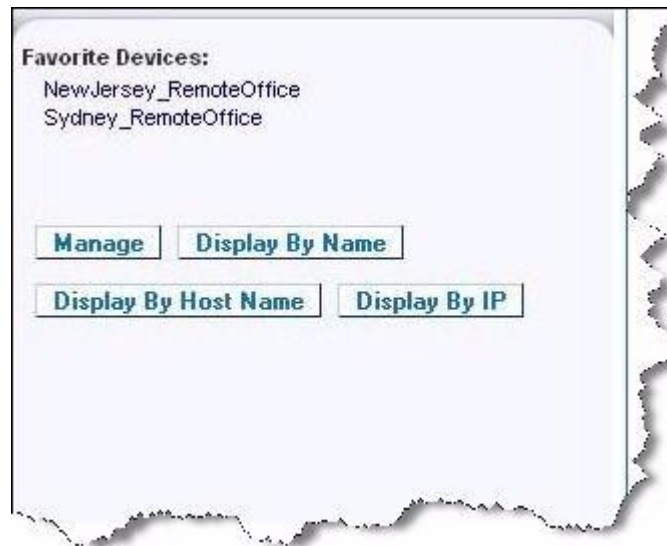 Favorite Devices:
NewJersey_RemoteOffice
Sydney_RemoteOffice
Manage Display By Name
Display By Host Name Display By IP